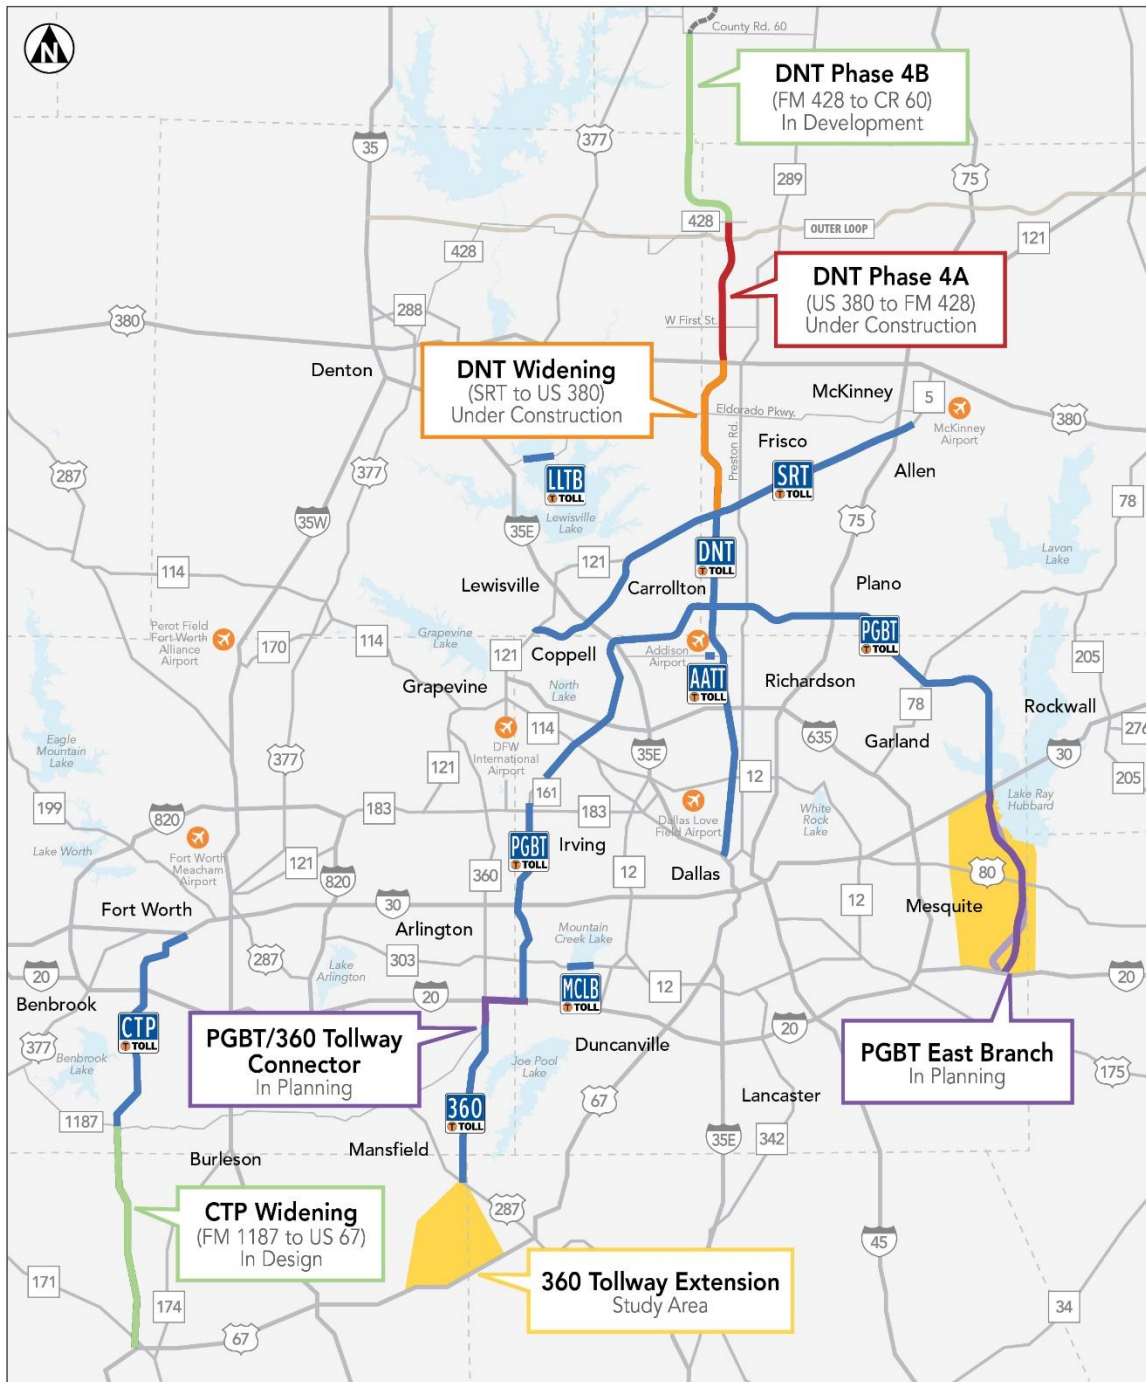 N
County Rd. 60
DNT Phase 4B
(FM 428 to CR 60)
In Development
377
35
289
75
428
OUTER LOOP
121
428
DNT Phase 4A
(US 380 to FM 428)
Under Construction
288
380
W First St.
Denton
DNT Widening
(SRT to US 380)
Under Construction
McKinney
5
Eldorado Pkwy.
McKinney
Airport
380
Preston Rd.
Frisco
377
287
LLTB
TOLL
SRT
TOLL
Allen
78
Lewisville
Lake
35W
35E
75
DNT
TOLL
Lavon
Lake
121
114
Lewisville
Carrollton
Plano
Perot Field
Fort Worth
Alliance
Airport
170
114
Grapevine
Lake
121
Coppell
Addison
Airport
PGBT
TOLL
205
AATT
TOLL
Grapevine
North
Lake
Richardson
78
Rockwall
114
635
Garland
276
Eagle
Mountain
Lake
377
DFW
International
Airport
35E
30
121
12
205
161
199
820
183
183
Dallas Love
Field Airport
White
Rock
Lake
Lake Ray
Hubbard
Lake Worth
Fort Worth
Meacham
Airport
121
820
PGBT
TOLL
Irving
360
12
Dallas
80
Fort Worth
30
Arlington
12
Mesquite
Mountain
Creek Lake
287
Lake
Arlington
303
20
20
12
20
Benbrook
MCLB
TOLL
CTP
TOLL
377
Benbrook
Lake
PGBT/360 Tollway
Connector
In Planning
20
Duncanville
PGBT East Branch
In Planning
Joe Pool
Lake
175
67
Lancaster
1187
360
TOLL
35E
342
Mansfield
Burleson
CTP Widening
(FM 1187 to US 67)
In Design
287
45
360 Tollway Extension
Study Area
171
174
34
67